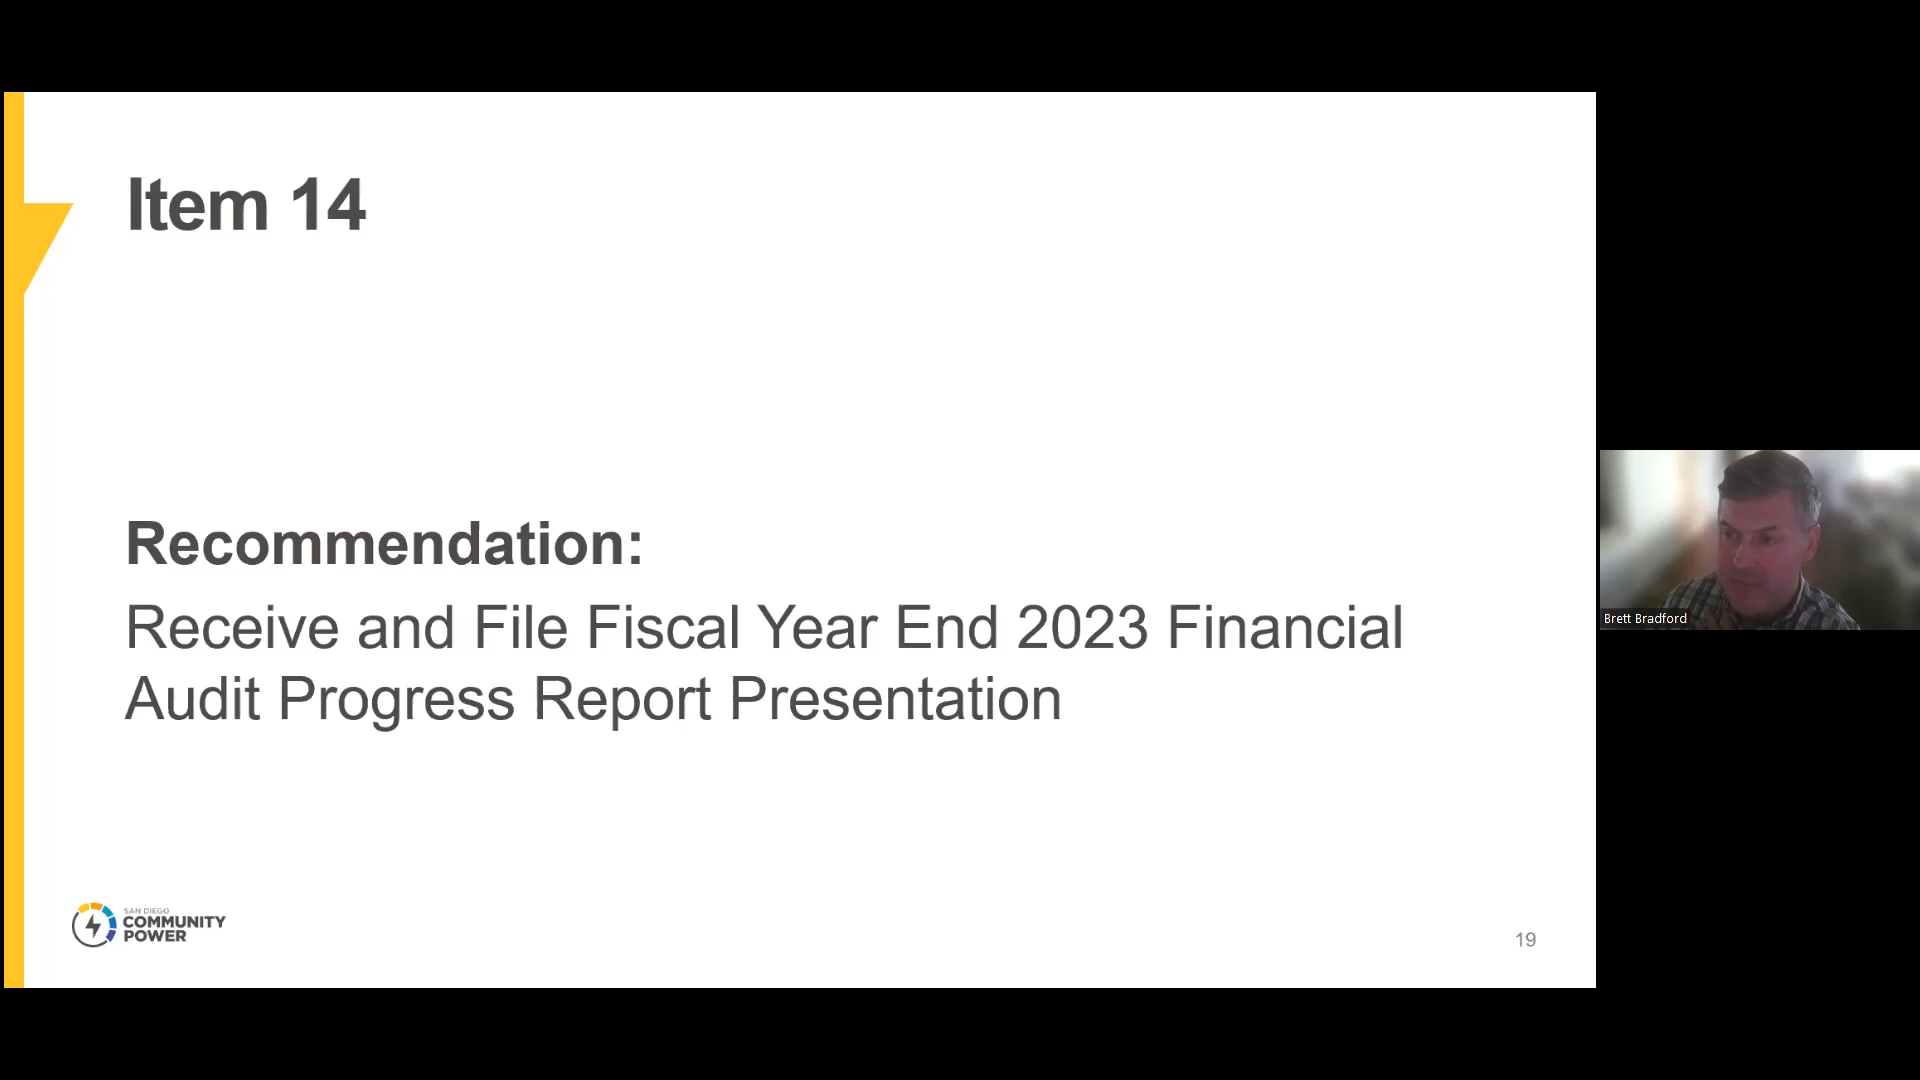 Item 14
Recommendation:
Receive and File Fiscal Year End 2023 Financial
Audit Progress Report Presentation
SAN DIEGO
COMMUNITY
POWER
19
Brett Bradford